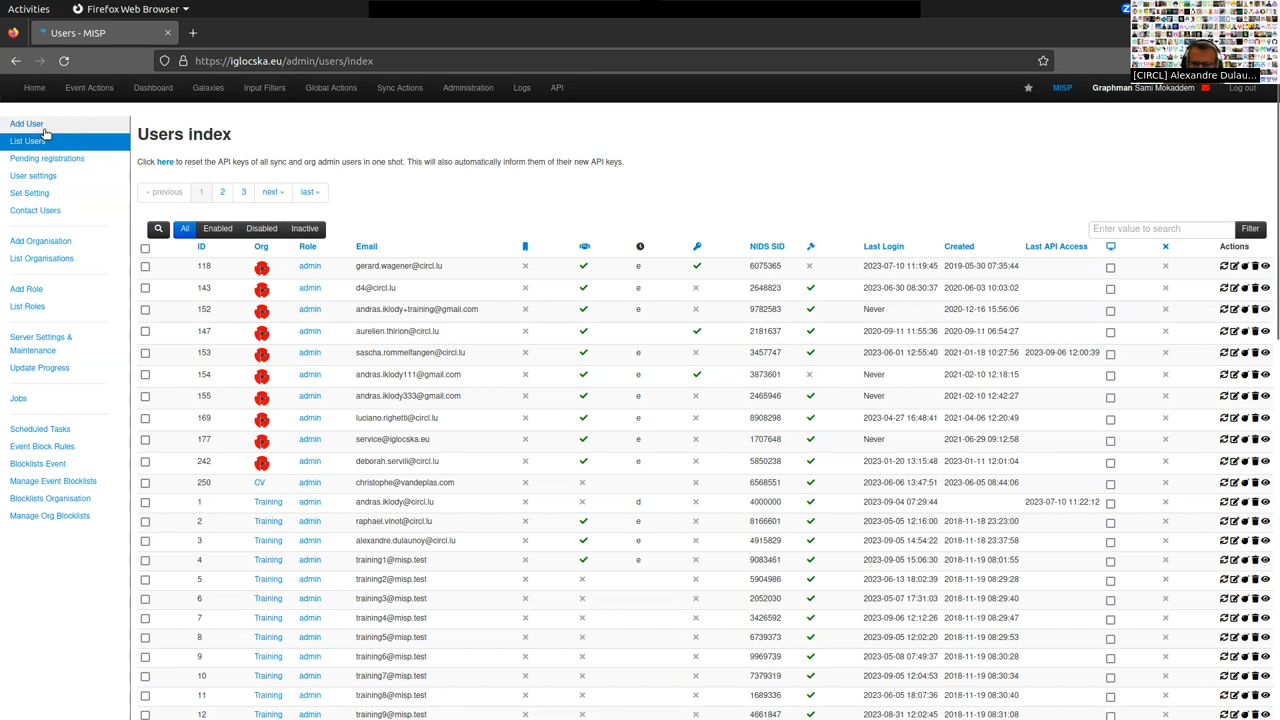 Activities Firefox Web Browser
Users - MISP
https://iglocska.eu/admin/users/index
[CIRCL] Alexandre Dulau...
Home Event Actions Dashboard Galaxies Input Filters Global Actions Sync Actions Administration Logs API MISP Graphman Sami Mokaddem Log out
Add User
List Users
Pending registrations
User settings
Set Setting
Contact Users
Add Organisation
List Organisations
Add Role
List Roles
Server Settings &
Maintenance
Update Progress
Jobs
Scheduled Tasks
Event Block Rules
Blocklists Event
Manage Event Blocklists
Blocklists Organisation
Manage Org Blocklists
Users index
Click here to reset the API keys of all sync and org admin users in one shot. This will also automatically inform them of their new API keys.
« previous 1 2 3 next » last »
All Enabled Disabled Inactive Enter value to search Filter
ID Org Role Email NIDS SID Last Login Created Last API Access Actions
118 admin gerard.wagener@circl.lu e 6075365 2023-07-10 11:19:45 2019-05-30 07:35:44
143 admin d4@circl.lu e 2648823 2023-06-30 08:30:37 2020-06-03 10:03:02
152 admin andras.iklody+training@gmail.com e 9782583 Never 2020-12-16 15:56:06
147 admin aurelien.thirion@circl.lu e 2181637 2020-09-11 11:55:36 2020-09-11 06:54:27
153 admin sascha.rommelfangen@circl.lu e 3457747 2023-06-01 12:55:40 2021-01-18 10:27:56 2023-09-06 12:00:39
154 admin andras.iklody111@gmail.com e 3873601 Never 2021-02-10 12:18:15
155 admin andras.iklody333@gmail.com e 2465946 Never 2021-02-10 12:42:27
169 admin luciano.righetti@circl.lu e 8908298 2023-04-27 16:48:41 2021-04-06 12:20:49
177 admin service@iglocska.eu e 1707648 Never 2021-06-29 09:12:58
242 admin deborah.servili@circl.lu e 5850238 2023-01-20 13:15:48 2023-01-11 12:01:04
250 CV admin christophe@vandeplas.com 6568551 2023-06-06 13:47:51 2023-06-05 08:44:06
1 Training admin andras.iklody@circl.lu d 4000000 2023-09-04 07:29:44 2023-07-10 11:22:12
2 Training admin raphael.vinot@circl.lu e 8166601 2023-05-05 12:16:00 2018-11-18 23:23:00
3 Training admin alexandre.dulaunoy@circl.lu e 4915829 2023-09-05 14:54:22 2018-11-18 23:37:58
4 Training admin training1@misp.test e 9083461 2023-09-05 15:06:30 2018-11-19 08:01:55
5 Training admin training2@misp.test 5904986 2023-06-13 18:02:39 2018-11-19 08:29:28
6 Training admin training3@misp.test 2052030 2023-05-07 17:31:03 2018-11-19 08:29:40
7 Training admin training4@misp.test 3426592 2023-09-06 12:12:26 2018-11-19 08:29:47
8 Training admin training5@misp.test 6739373 2023-09-05 12:02:20 2018-11-19 08:29:53
9 Training admin training6@misp.test 9969739 2023-05-08 07:49:37 2018-11-19 08:30:28
10 Training admin training7@misp.test 7379319 2023-09-05 12:04:53 2018-11-19 08:30:34
11 Training admin training8@misp.test 1689336 2023-06-05 18:07:36 2018-11-19 08:30:40
12 Training admin training9@misp.test 4661847 2023-08-31 12:02:45 2018-11-19 08:31:08